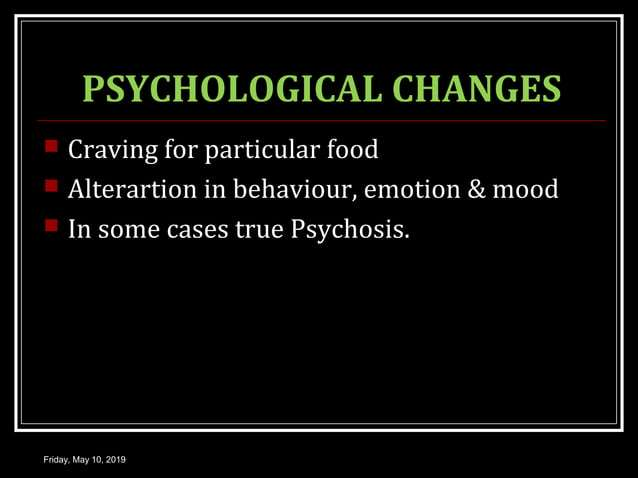 PSYCHOLOGICAL CHANGES
Craving for particular food
Alterartion in behaviour, emotion & mood
In some cases true Psychosis.
Friday, May 10, 2019